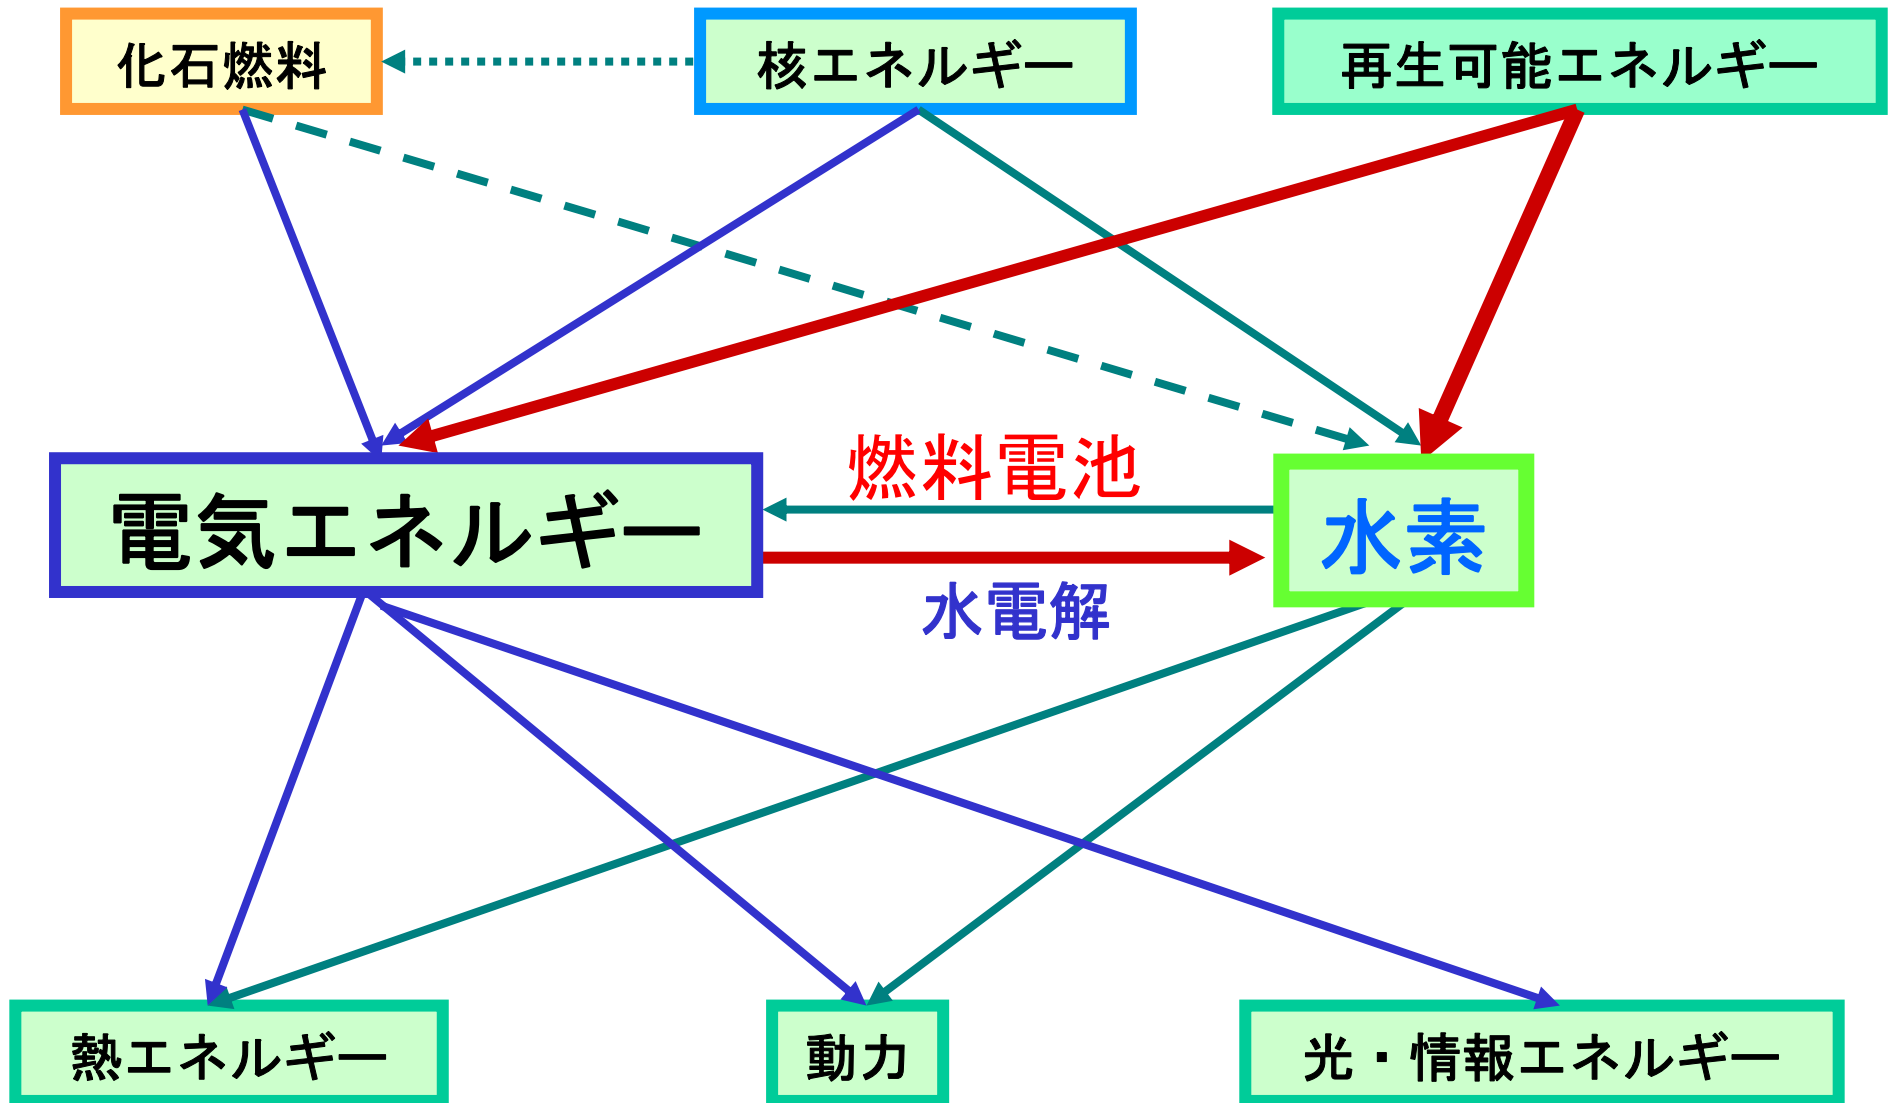 化石燃料
核エネルギー
再生可能エネルギー
燃料電池
電気エネルギー
水素
水電解
熱エネルギー
動力
光・情報エネルギー